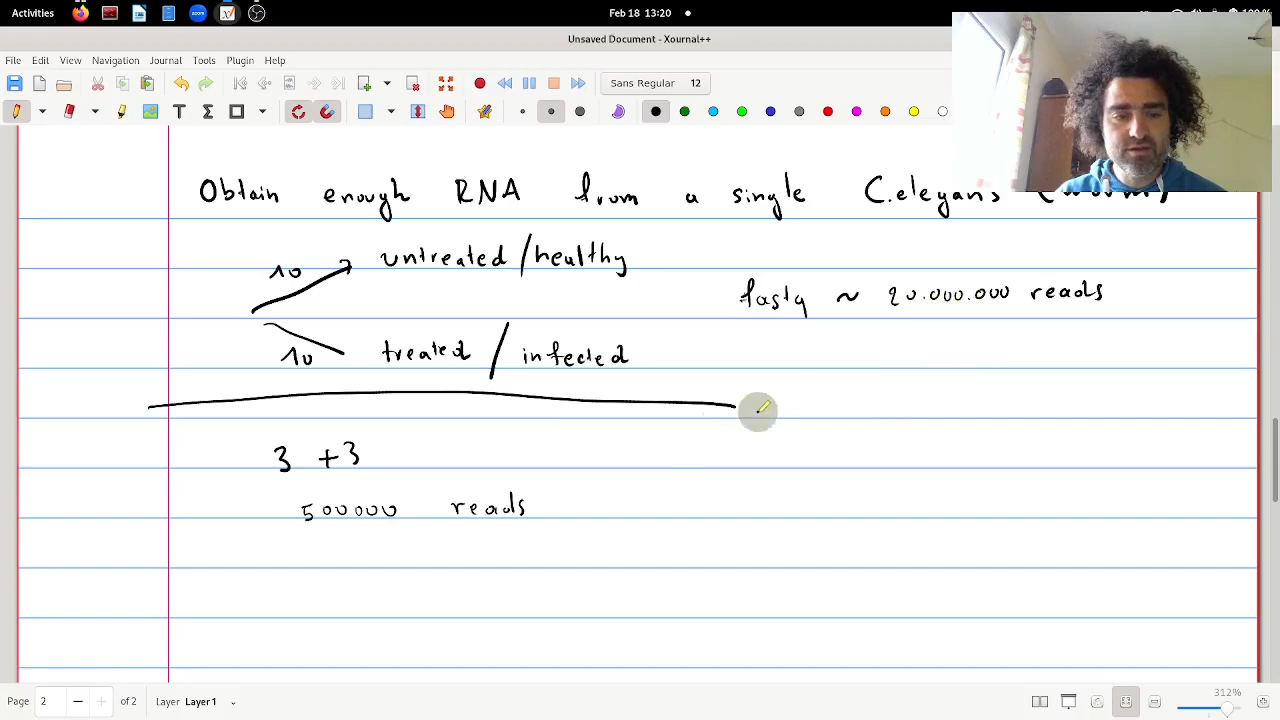 Activities
Feb 18 13:20
Unsaved Document - Xournal++
File Edit View Navigation Journal Tools Plugin Help
Sans Regular 12
Obtain enough RNA from a single C.elegans
10 untreated / healthy
fastq ~ 20.000.000 reads
10 treated / infected
3 +3
500000 reads
Page 2 of 2 Layer Layer1
312%